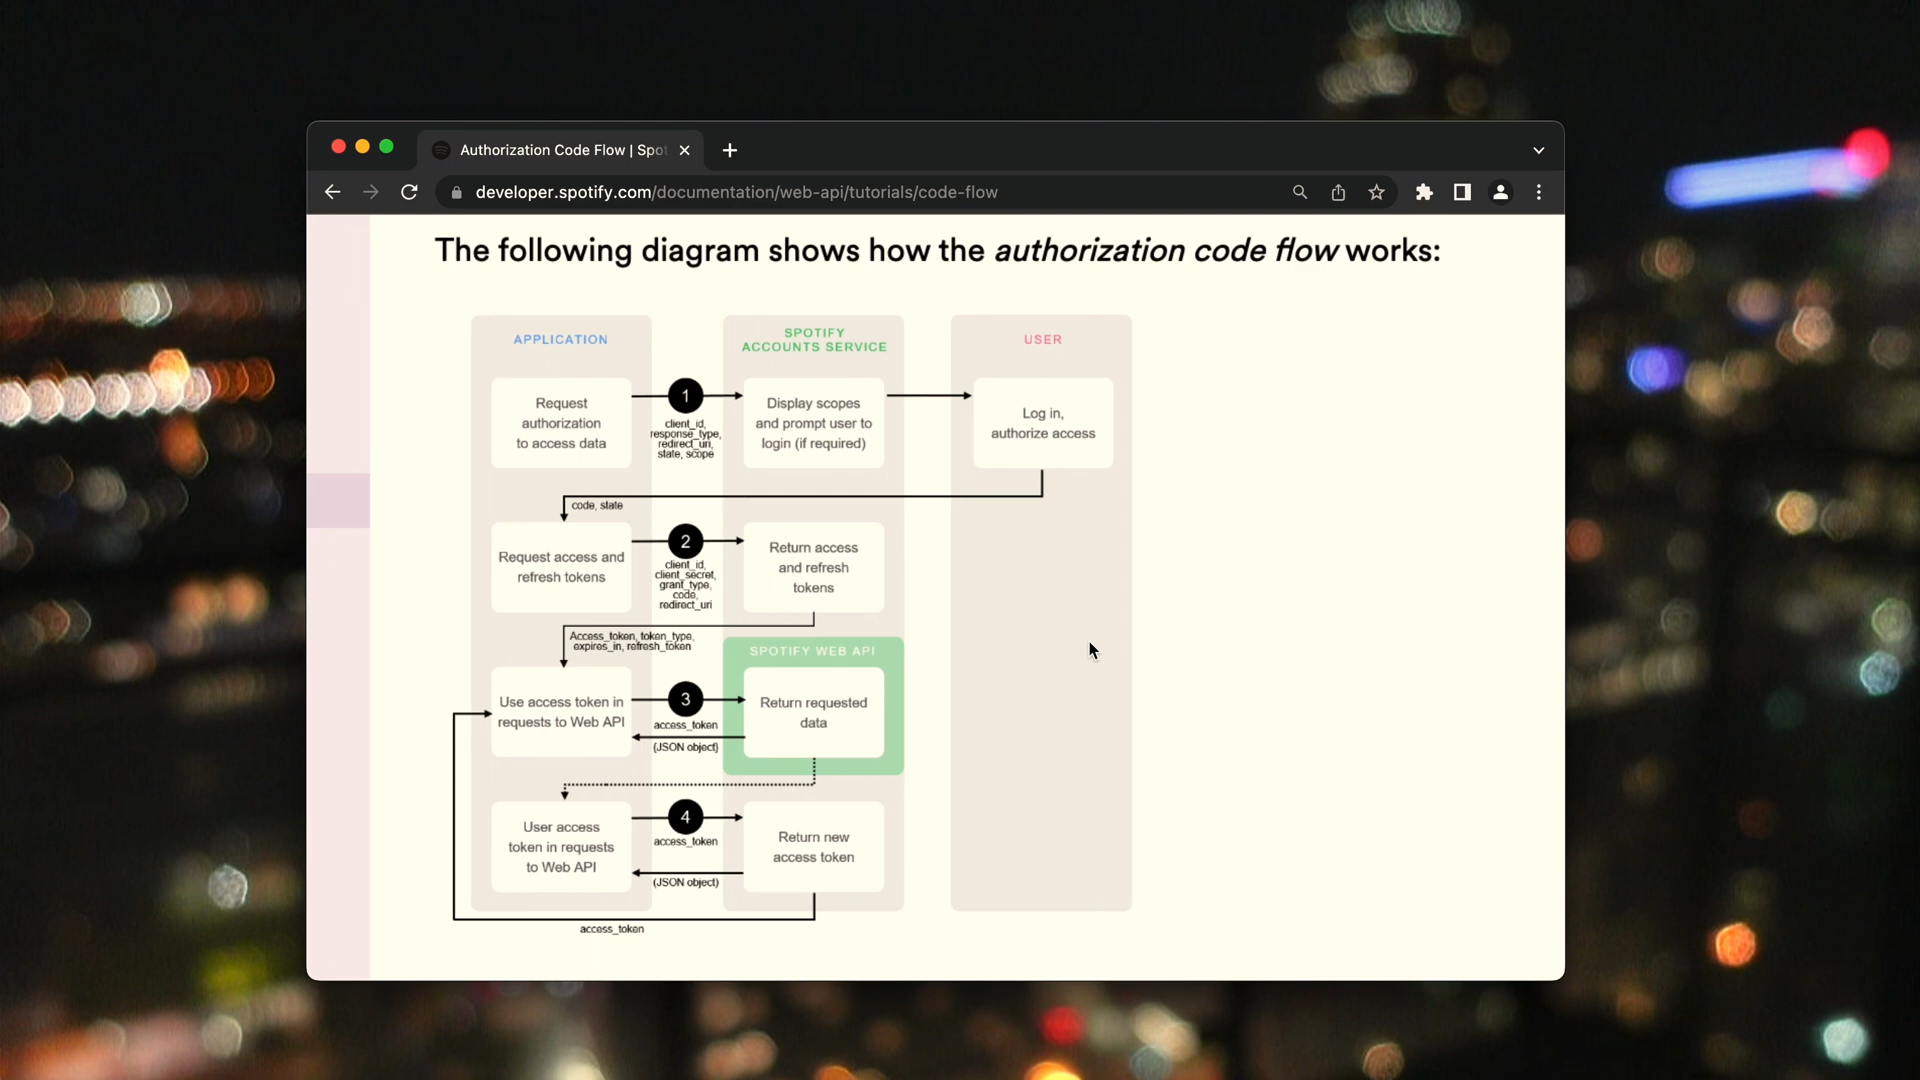 Authorization Code Flow | Spot
developer.spotify.com/documentation/web-api/tutorials/code-flow
The following diagram shows how the authorization code flow works:
APPLICATION
SPOTIFY
ACCOUNTS SERVICE
USER
Request
authorization
to access data
1
client_id,
response_type,
redirect_uri,
state, scope
Display scopes
and prompt user to
login (if required)
Log in,
authorize access
code, state
Request access and
refresh tokens
2
client_id,
client_secret,
grant_type,
code,
redirect_uri
Return access
and refresh
tokens
Access_token, token_type,
expires_in, refresh_token
SPOTIFY WEB API
Use access token in
requests to Web API
3
access_token
(JSON object)
Return requested
data
User access
token in requests
to Web API
4
access_token
(JSON object)
Return new
access token
access_token